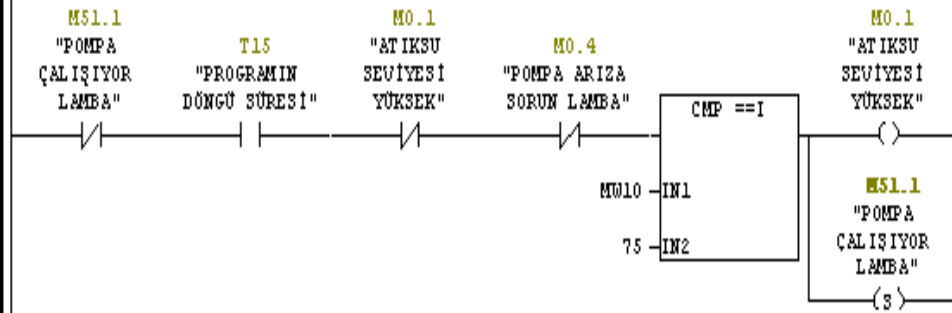 M51.1
"POMPA
ÇALIŞIYOR
LAMBA"
T15
"PROGRAMIN
DÖNGÜ SÜRESİ"
M0.1
"ATIKSU
SEVİYESİ
YÜKSEK"
M0.4
"POMPA ARIZA
SORUN LAMBA"
CMP ==I
MW10
IN1
75
IN2
M0.1
"ATIKSU
SEVİYESİ
YÜKSEK"
M51.1
"POMPA
ÇALIŞIYOR
LAMBA"
S